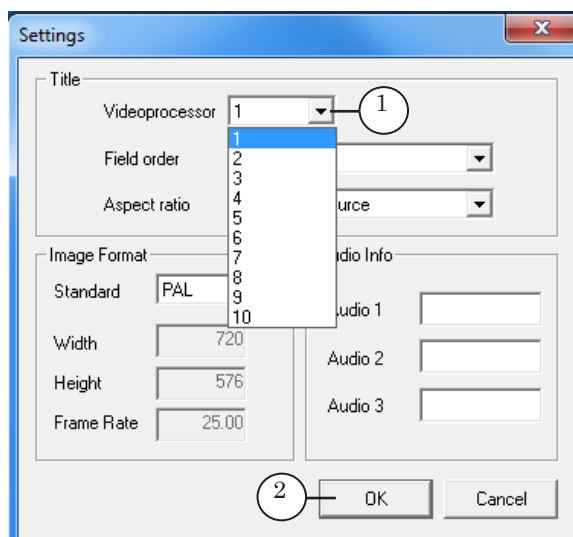 Settings
Title
Videoprocessor 1 1
1
Field order
2
3
Aspect ratio
4
urce
5
6
Image Format
7
dio Info
8
Standard PAL
9
udio 1
10
Width 720
Audio 2
Height 576
Audio 3
Frame Rate 25.00
2 OK Cancel